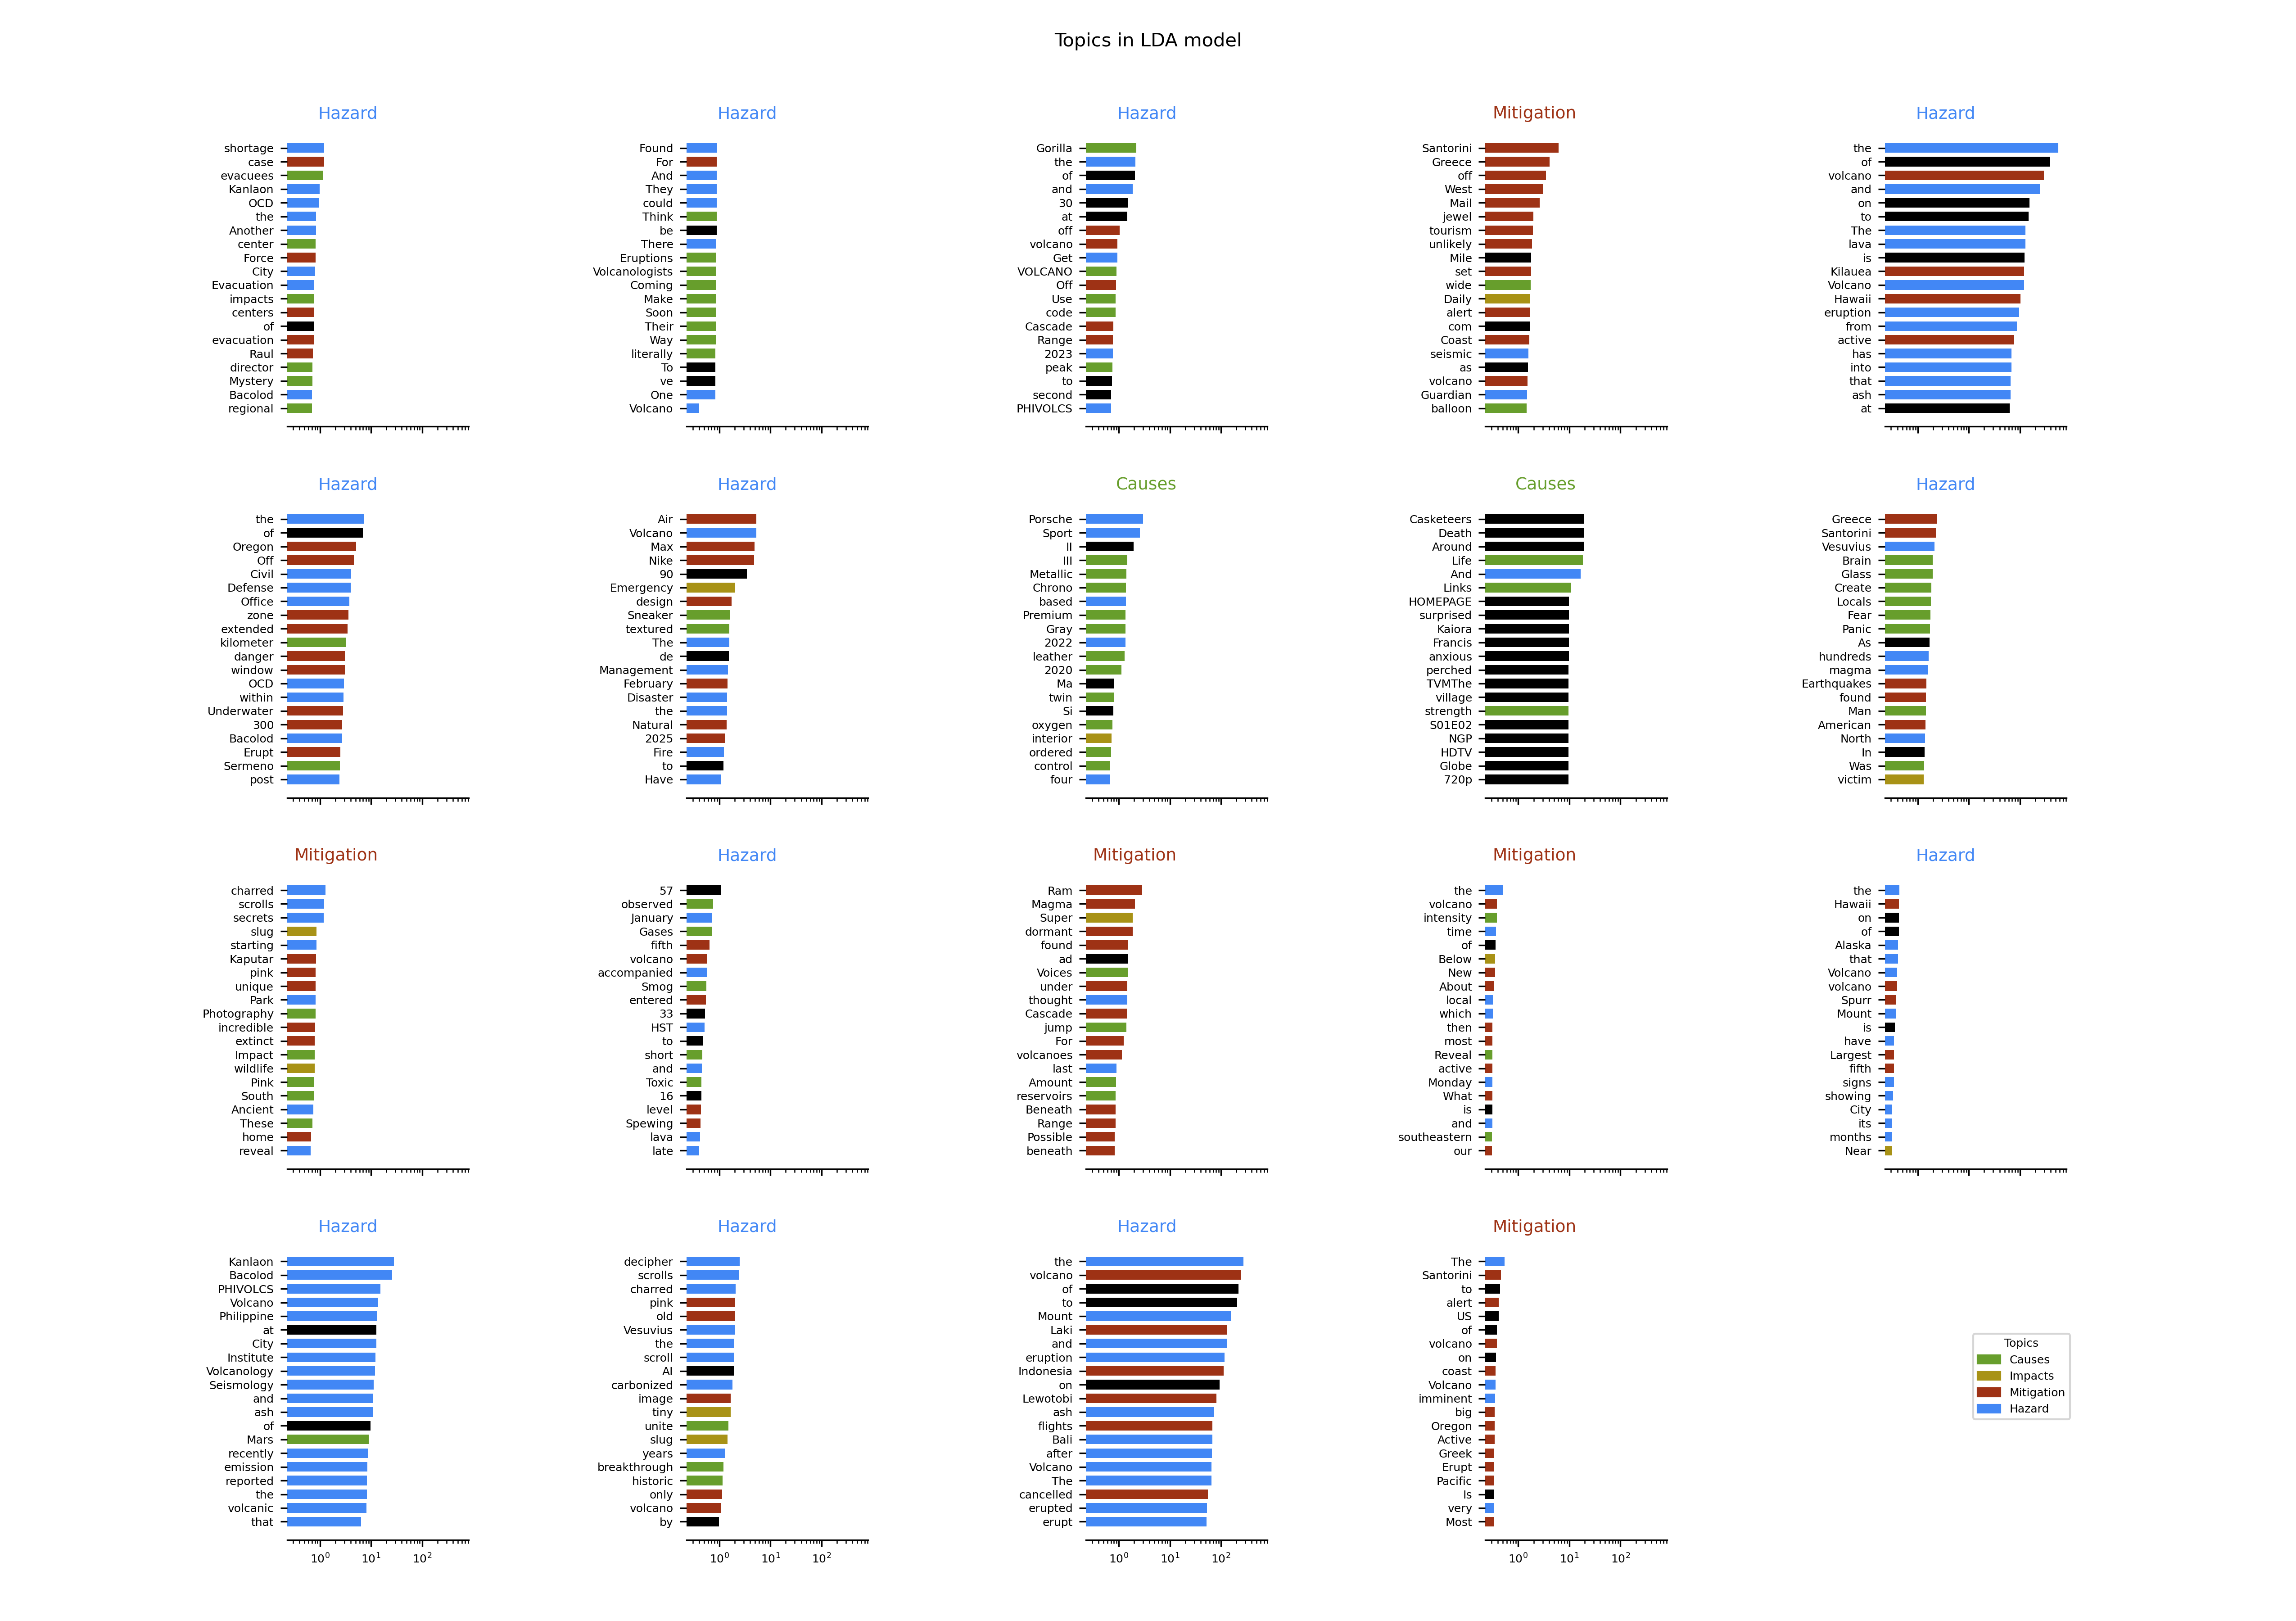 Topics in LDA model
Hazard
shortage
case
evacuees
Kanlaon
OCD
the
Another
center
Force
City
Evacuation
impacts
centers
of
evacuation
Raul
director
Mystery
Bacolod
regional
Hazard
Found
For
And
They
could
Think
be
There
Eruptions
Volcanologists
Coming
Make
Soon
Their
Way
literally
To
ve
One
Volcano
Hazard
Gorilla
the
of
and
30
at
off
volcano
Get
VOLCANO
Off
Use
code
Cascade
Range
2023
peak
to
second
PHIVOLCS
Mitigation
Santorini
Greece
off
West
Mail
jewel
tourism
unlikely
Mile
set
wide
Daily
alert
com
Coast
seismic
as
volcano
Guardian
balloon
Hazard
the
of
volcano
and
on
to
The
lava
is
Kilauea
Volcano
Hawaii
eruption
from
active
has
into
that
ash
at
Hazard
the
of
Oregon
Off
Civil
Defense
Office
zone
extended
kilometer
danger
window
OCD
within
Underwater
300
Bacolod
Erupt
Sermeno
post
Hazard
Air
Volcano
Max
Nike
90
Emergency
design
Sneaker
textured
The
de
Management
February
Disaster
the
Natural
2025
Fire
to
Have
Causes
Porsche
Sport
II
III
Metallic
Chrono
based
Premium
Gray
2022
leather
2020
Ma
twin
Si
oxygen
interior
ordered
control
four
Causes
Casketeers
Death
Around
Life
And
Links
HOMEPAGE
surprised
Kaiora
Francis
anxious
perched
TVMThe
village
strength
S01E02
NGP
HDTV
Globe
720p
Hazard
Greece
Santorini
Vesuvius
Brain
Glass
Create
Locals
Fear
Panic
As
hundreds
magma
Earthquakes
found
Man
American
North
In
Was
victim
Mitigation
charred
scrolls
secrets
slug
starting
Kaputar
pink
unique
Park
Photography
incredible
extinct
Impact
wildlife
Pink
South
Ancient
These
home
reveal
Hazard
57
observed
January
Gases
fifth
volcano
accompanied
Smog
entered
33
HST
to
short
and
Toxic
16
level
Spewing
lava
late
Mitigation
Ram
Magma
Super
dormant
found
ad
Voices
under
thought
Cascade
jump
For
volcanoes
last
Amount
reservoirs
Beneath
Range
Possible
beneath
Mitigation
the
volcano
intensity
time
of
Below
New
About
local
which
then
most
Reveal
active
Monday
What
is
and
southeastern
our
Hazard
the
Hawaii
on
of
Alaska
that
Volcano
volcano
Spurr
Mount
is
have
Largest
fifth
signs
showing
City
its
months
Near
Hazard
Kanlaon
Bacolod
PHIVOLCS
Volcano
Philippine
at
City
Institute
Volcanology
Seismology
and
ash
of
Mars
recently
emission
reported
the
volcanic
that
10⁰ 10¹ 10²
Hazard
decipher
scrolls
charred
pink
old
Vesuvius
the
scroll
AI
carbonized
image
tiny
unite
slug
years
breakthrough
historic
only
volcano
by
10⁰ 10¹ 10²
Hazard
the
volcano
of
to
Mount
Laki
and
eruption
Indonesia
on
Lewotobi
ash
flights
Bali
after
Volcano
The
cancelled
erupted
erupt
10⁰ 10¹ 10²
Mitigation
The
Santorini
to
alert
US
of
volcano
on
coast
Volcano
imminent
big
Oregon
Active
Greek
Erupt
Pacific
Is
very
Most
10⁰ 10¹ 10²
Topics
Causes
Impacts
Mitigation
Hazard